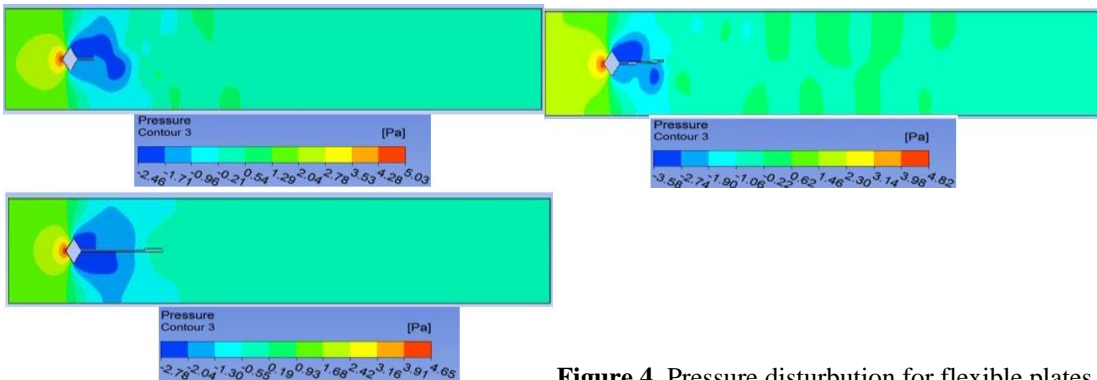 Pressure
Contour 3 [Pa]
-2.46 -1.71 -0.96 -0.21 0.54 1.29 2.04 2.78 3.53 4.28 5.03
Pressure
Contour 3 [Pa]
-3.58 -2.74 -1.90 -1.06 -0.22 0.62 1.46 2.30 3.14 3.98 4.82
Pressure
Contour 3 [Pa]
-2.78 -2.04 -1.30 -0.55 0.19 0.93 1.68 2.42 3.16 3.91 4.65
Figure 4. Pressure disturbution for flexible plates